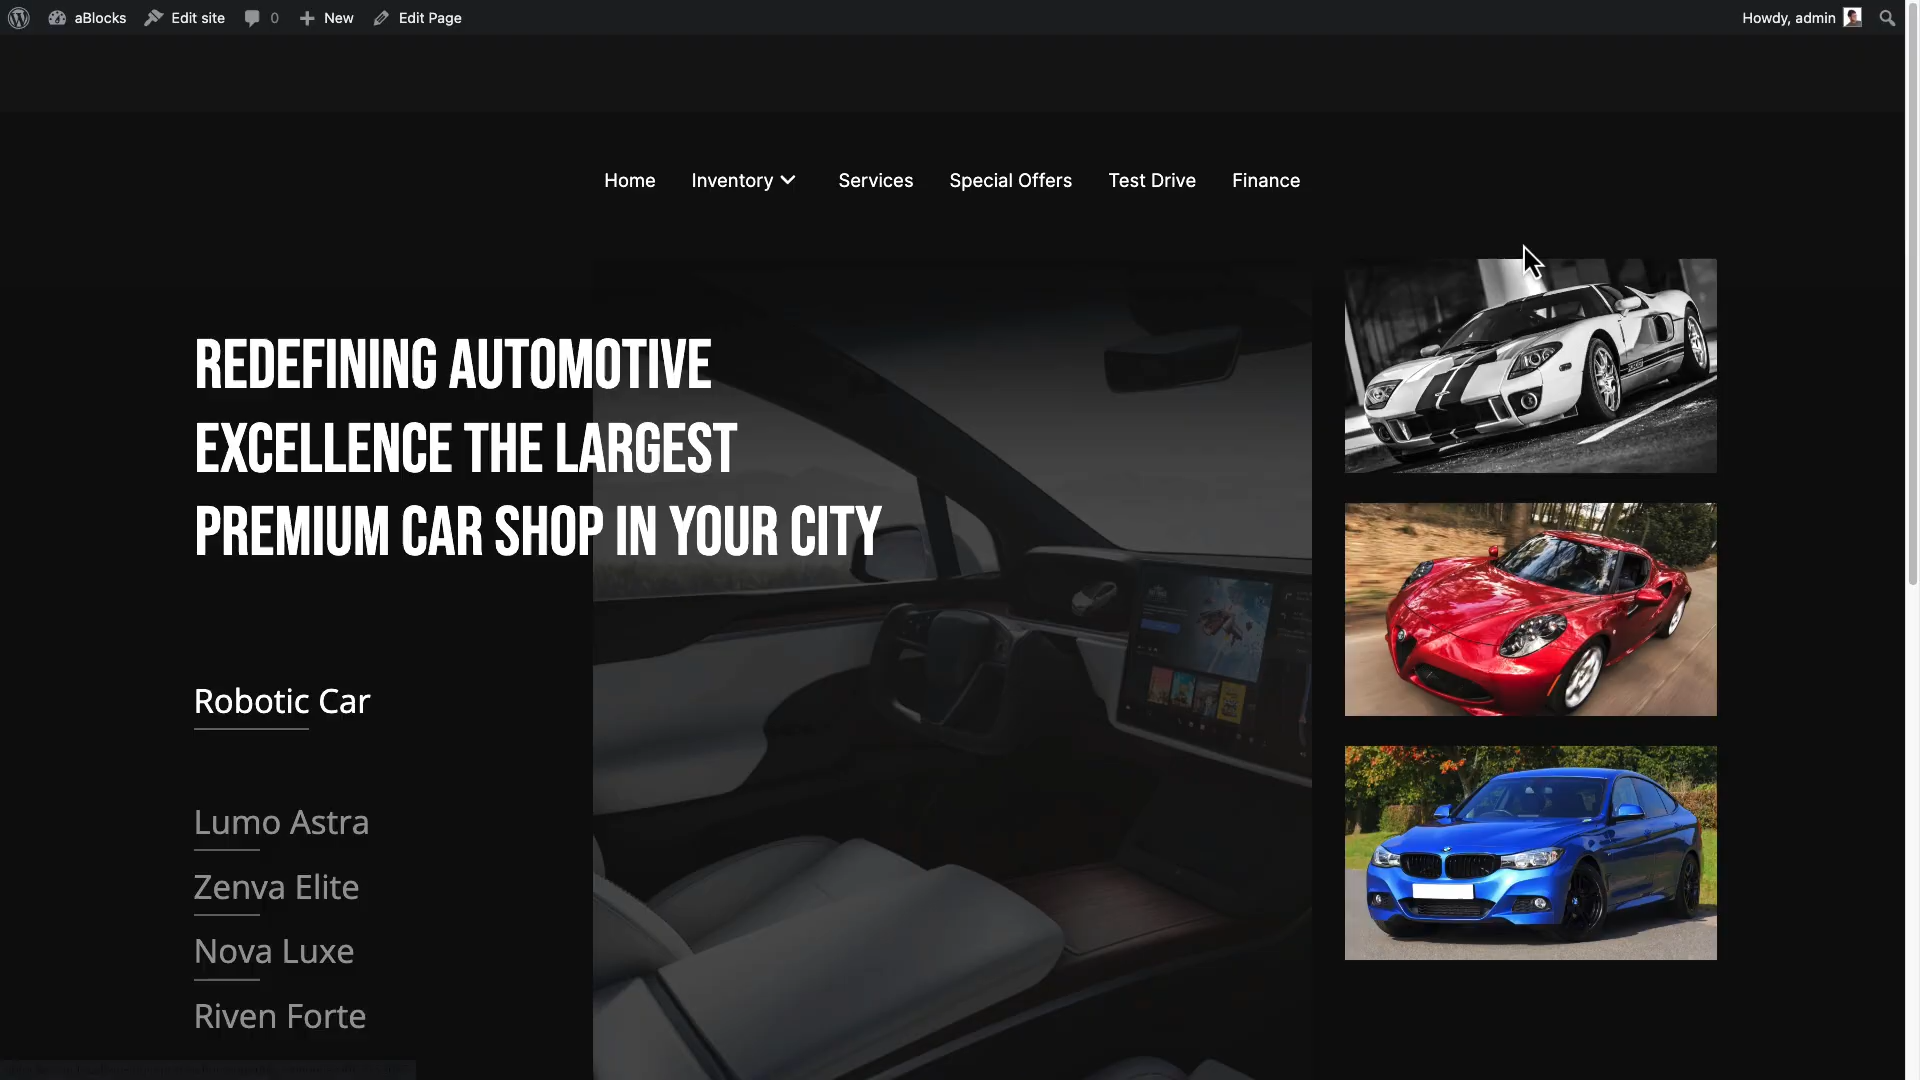 aBlocks Edit site 0 New Edit Page Howdy, admin
Home Inventory Services Special Offers Test Drive Finance
REDEFINING AUTOMOTIVE
EXCELLENCE THE LARGEST
PREMIUM CAR SHOP IN YOUR CITY
Robotic Car
Lumo Astra
Zenva Elite
Nova Luxe
Riven Forte